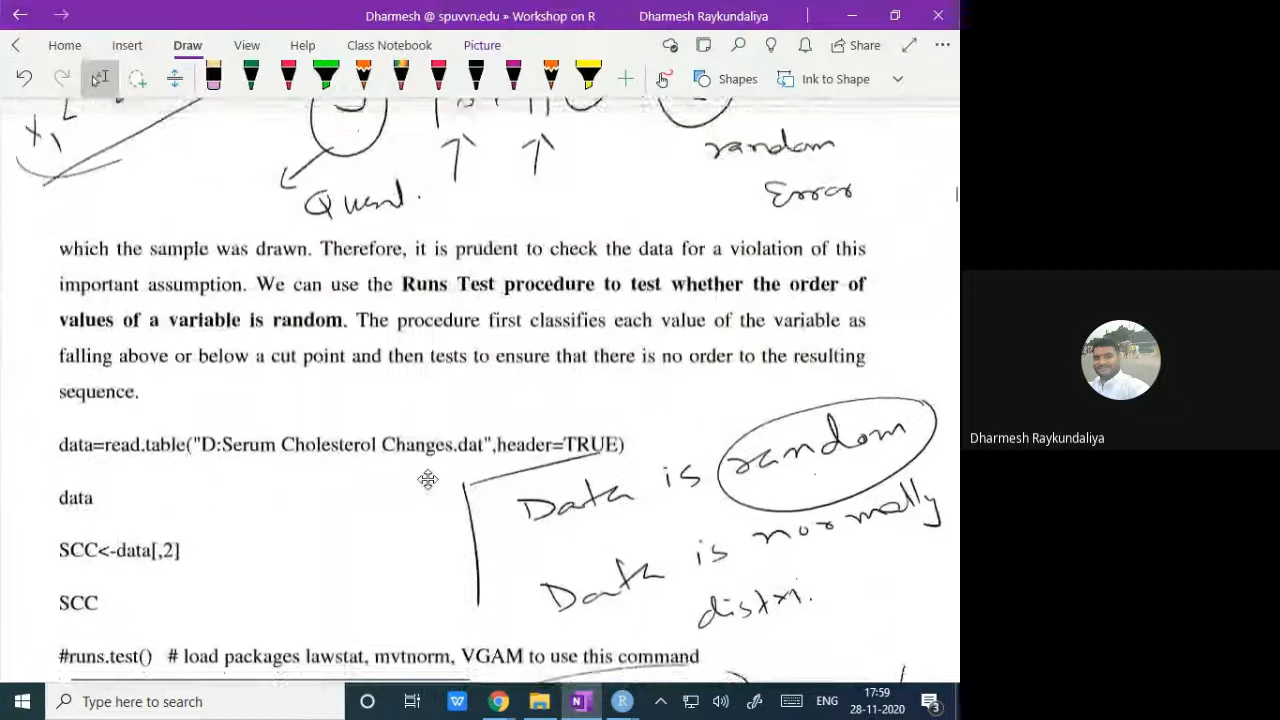 Dharmesh @ spuvvn.edu » Workshop on R
Dharmesh Raykundaliya
Home Insert Draw View Help Class Notebook Picture
Share
Shapes
Ink to Shape
random
Error
which the sample was drawn. Therefore, it is prudent to check the data for a violation of this
important assumption. We can use the Runs Test procedure to test whether the order of
values of a variable is random. The procedure first classifies each value of the variable as
falling above or below a cut point and then tests to ensure that there is no order to the resulting
sequence.
data=read.table("D:Serum Cholesterol Changes.dat",header=TRUE)
Data is random
data
Data is normally
distri.
SCC<-data[,2]
SCC
#runs.test() # load packages lawstat, mvtnorm, VGAM to use this command
Dharmesh Raykundaliya
Type here to search
ENG
17:59
28-11-2020
3